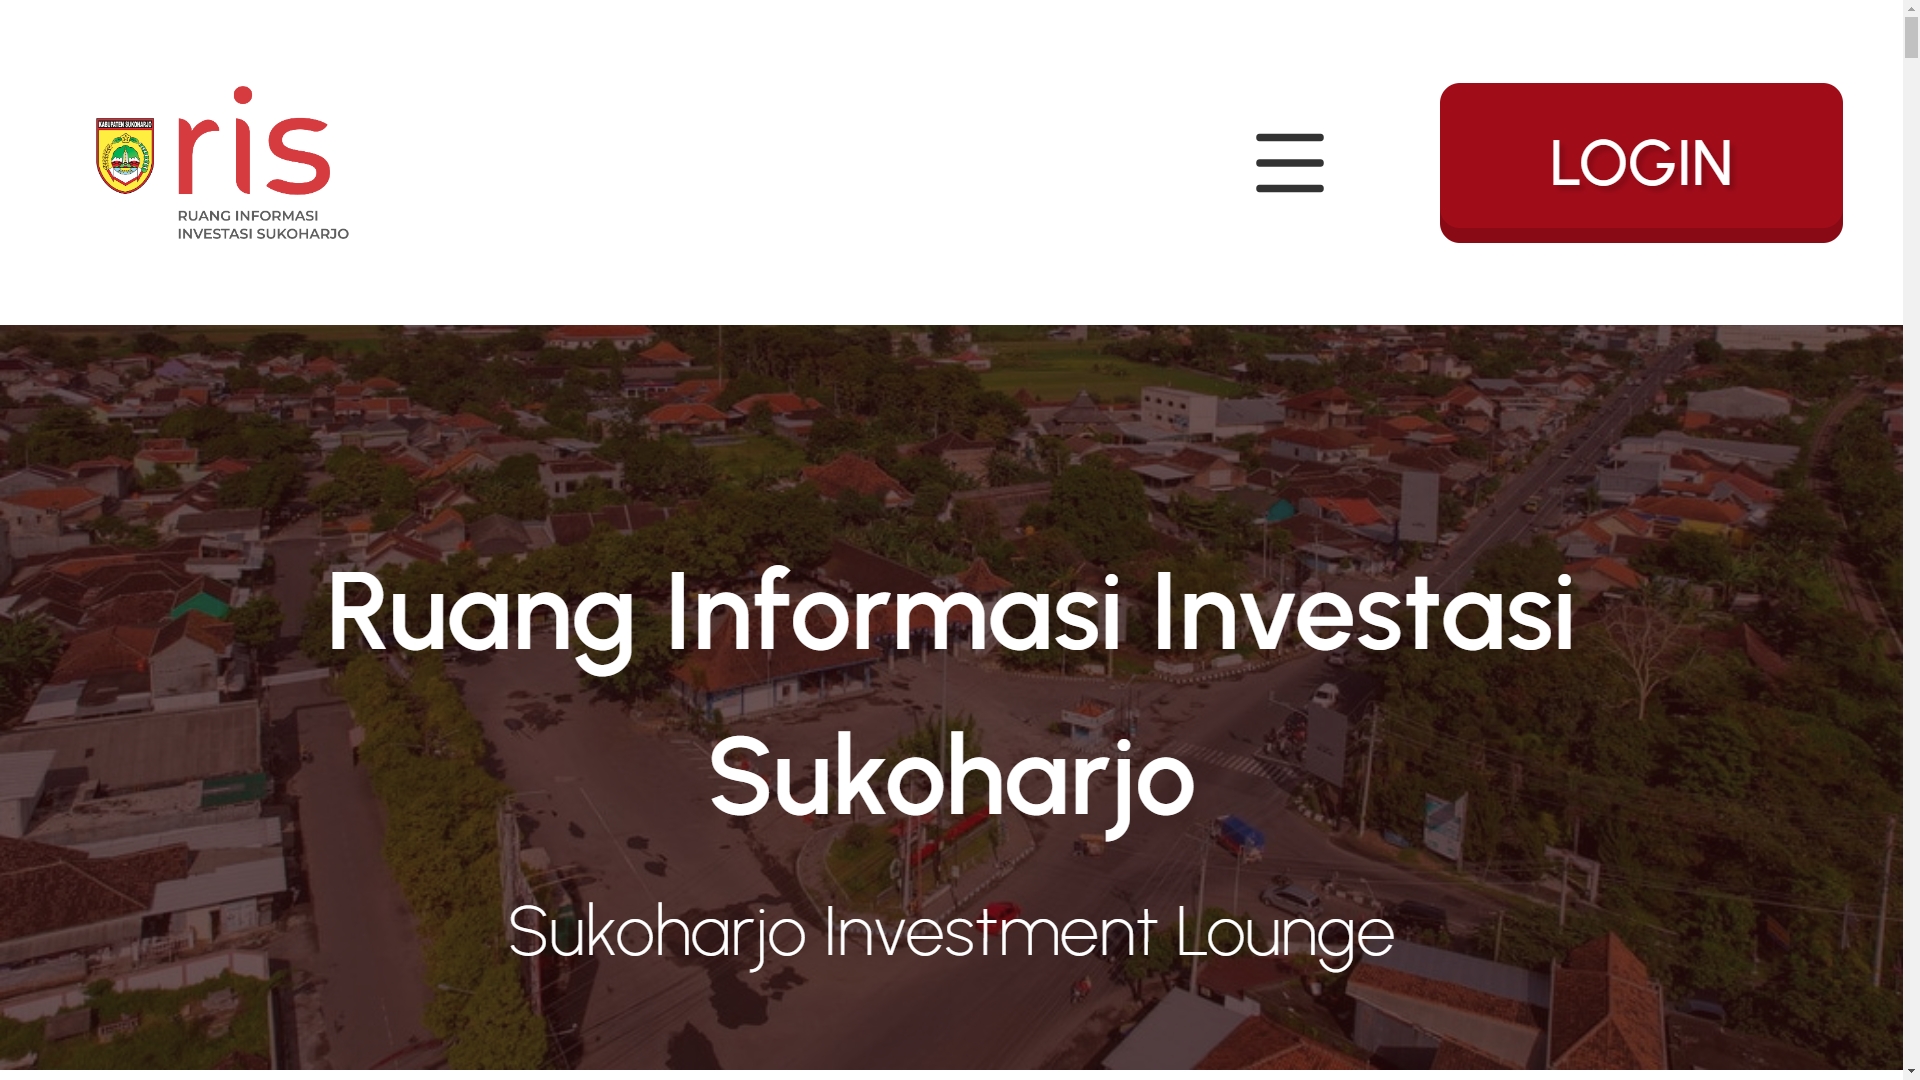 KABUPATEN SUKOHARJO
ris
RUANG INFORMASI
INVESTASI SUKOHARJO
LOGIN
Ruang Informasi Investasi
Sukoharjo
Sukoharjo Investment Lounge